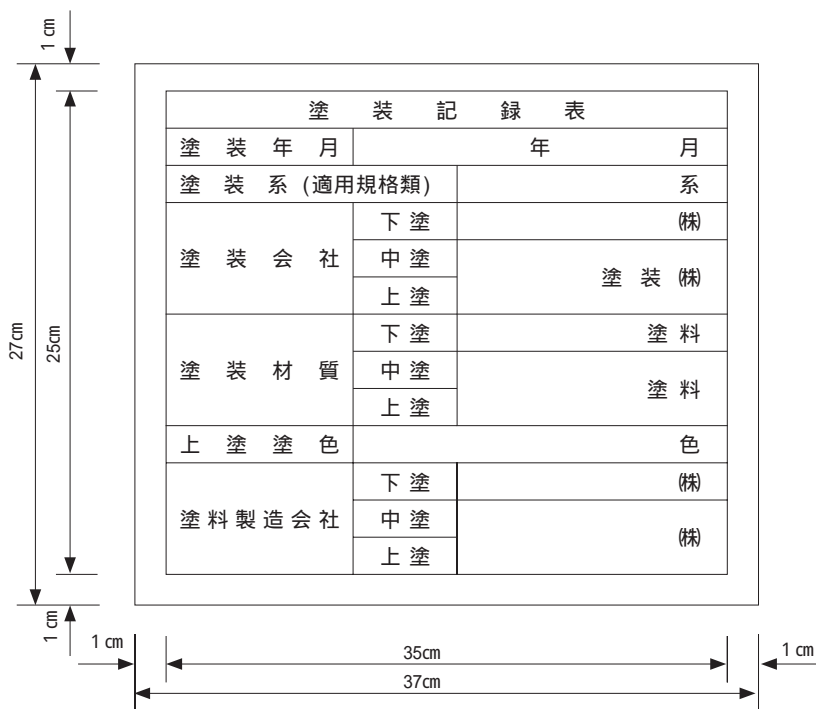 1 cm
塗装記録表
塗装年月 年 月
塗装系(適用規格類) 系
下塗 ㈱
塗装会社 中塗 塗装㈱
上塗
下塗 塗料
塗装材質 中塗 塗料
上塗
上塗塗色 色
下塗 ㈱
塗料製造会社 中塗 ㈱
上塗
27cm
25cm
1 cm
1 cm
35cm
1 cm
37cm